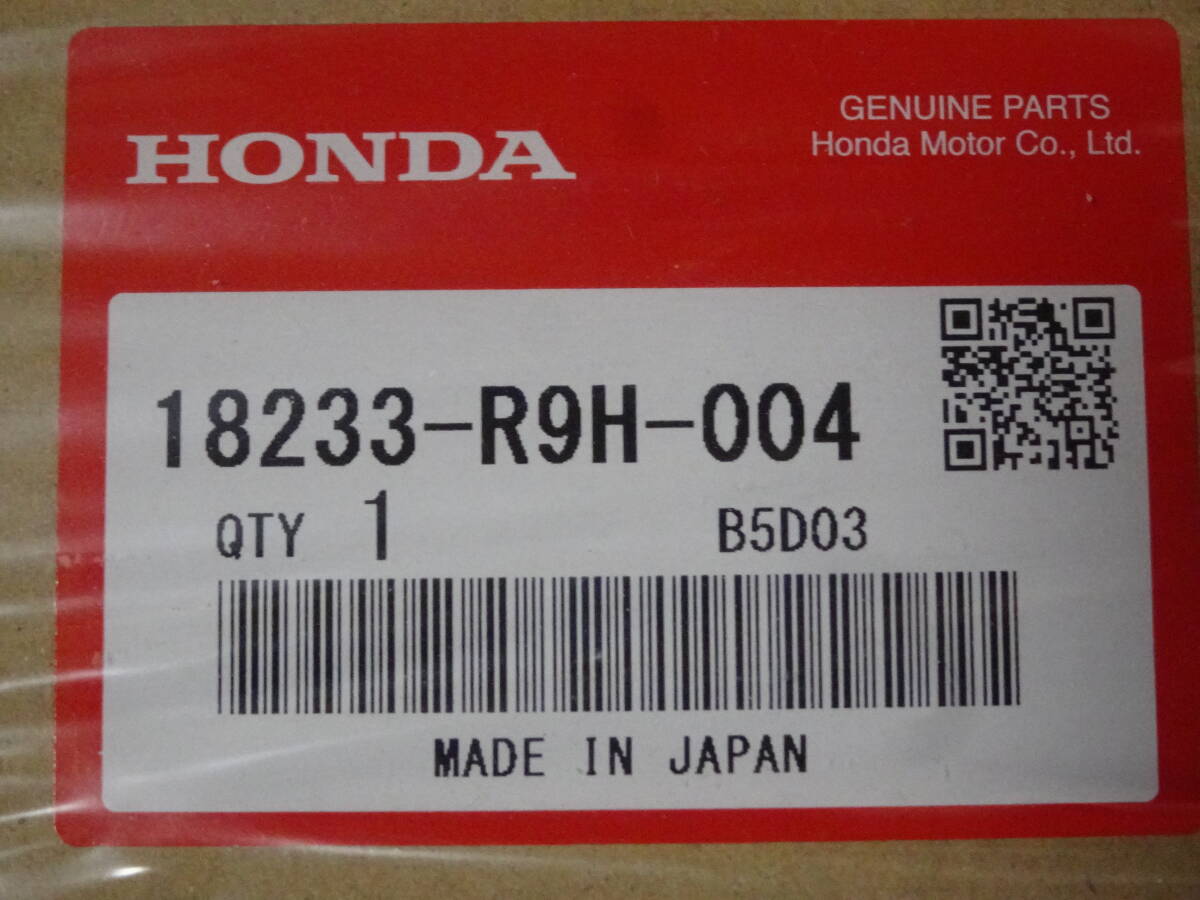 HONDA
GENUINE PARTS
Honda Motor Co., Ltd.
18233-R9H-004
QTY 1 B5D03
MADE IN JAPAN